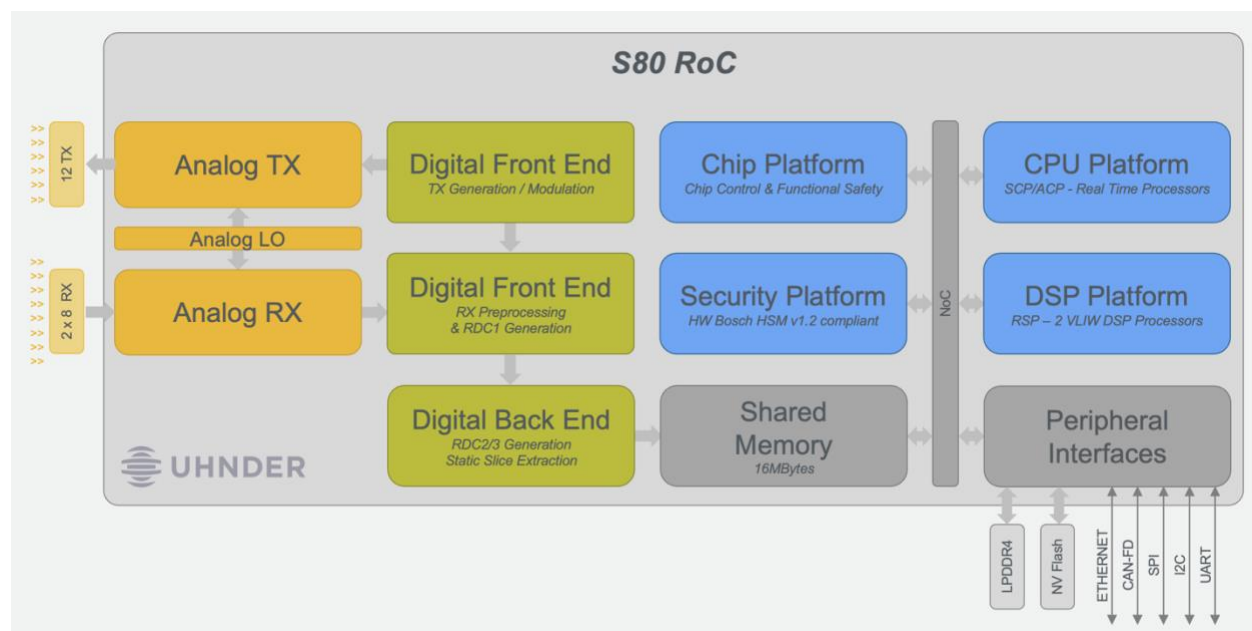 S80 RoC
>>
>>
>>
>>
>>
>>
12 TX
Analog TX
Digital Front End
TX Generation / Modulation
Chip Platform
Chip Control & Functional Safety
CPU Platform
SCP/ACP - Real Time Processors
Analog LO
>>
>>
>>
>>
>>
>>
>>
>>
2 x 8 RX
Analog RX
Digital Front End
RX Preprocessing
& RDC1 Generation
Security Platform
HW Bosch HSM v1.2 compliant
NoC
DSP Platform
RSP – 2 VLIW DSP Processors
UHNDER
Digital Back End
RDC2/3 Generation
Static Slice Extraction
Shared
Memory
16MBytes
Peripheral
Interfaces
LPDDR4
NV Flash
ETHERNET
CAN-FD
SPI
I2C
UART